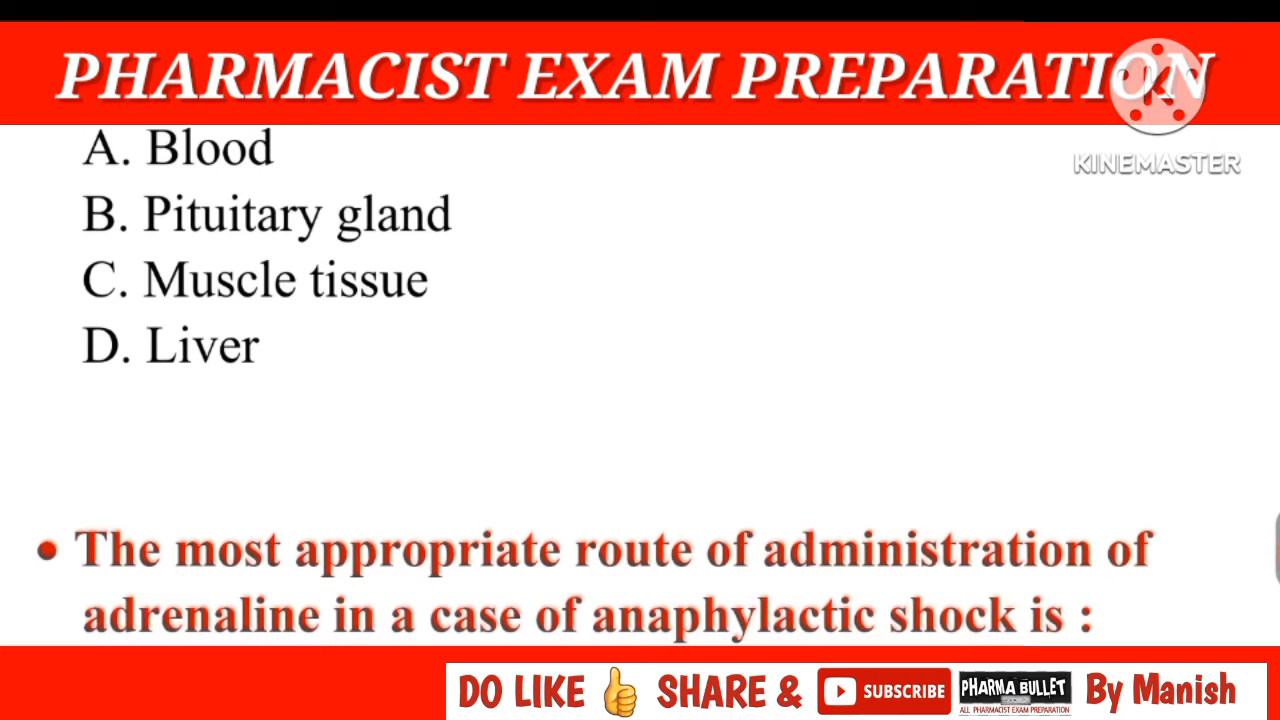 PHARMACIST EXAM PREPARATION
K
KINEMASTER
A. Blood
B. Pituitary gland
C. Muscle tissue
D. Liver
• The most appropriate route of administration of
adrenaline in a case of anaphylactic shock is :
DO LIKE 👍 SHARE & SUBSCRIBE PHARMA BULLET By Manish
ALL PHARMACIST EXAM PREPARATION